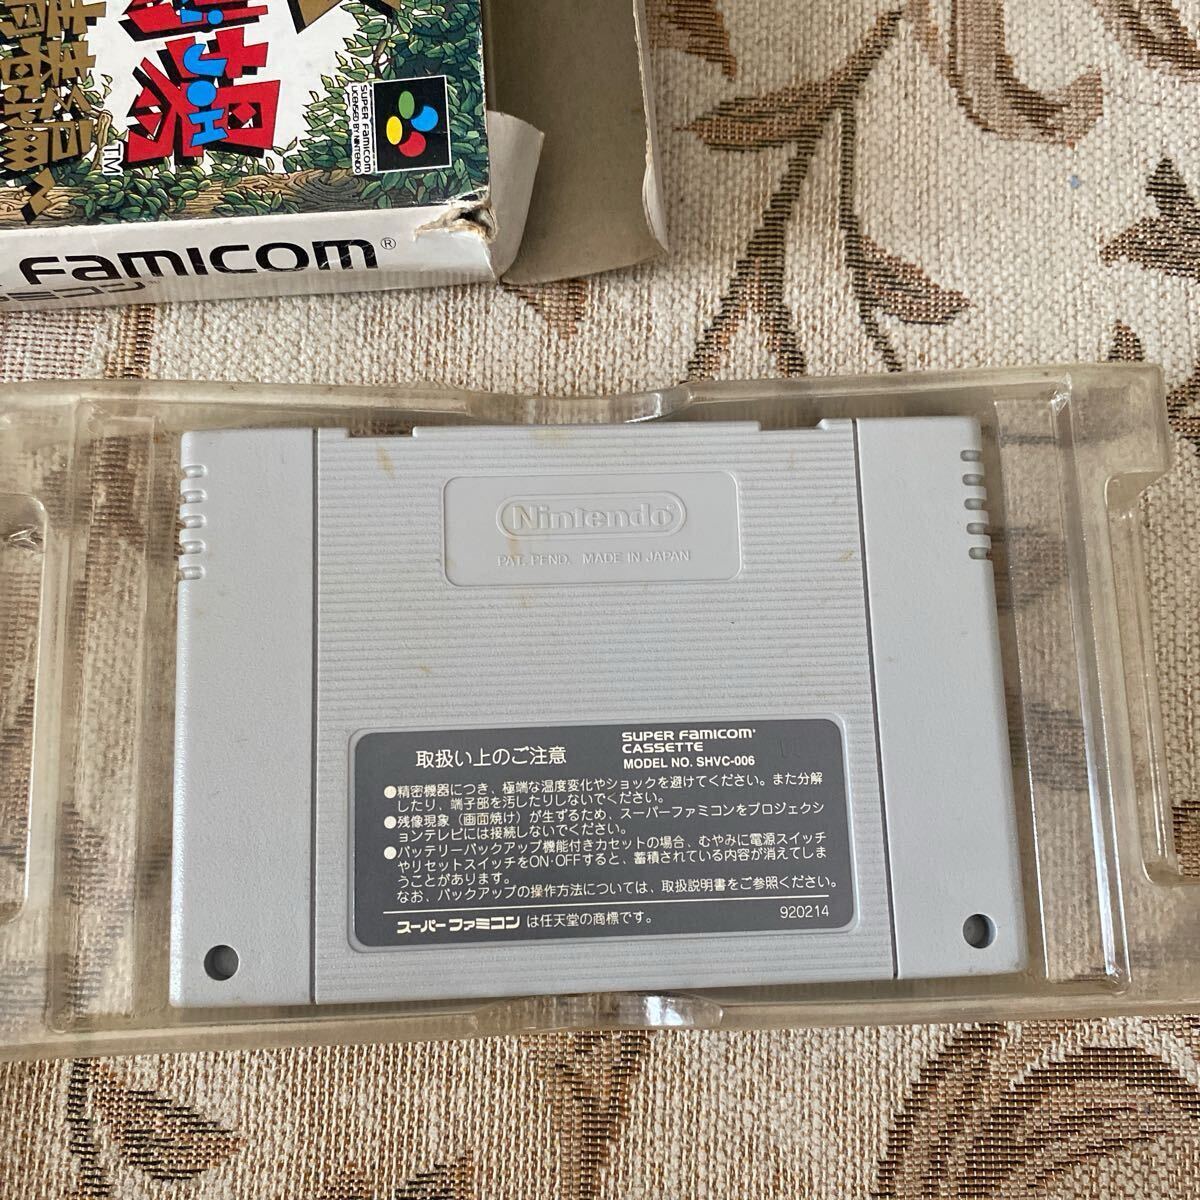 場
青春編
TM
SUPER FAMICOM
LICENSED BY NINTENDO
FAMICOM®
ファミコン
Nintendo®
PAT. PEND. MADE IN JAPAN
取扱い上のご注意
SUPER FAMICOM
CASSETTE
MODEL NO. SHVC-006
●精密機器につき、極端な温度変化やショックを避けてください。また分解
したり、端子部を汚したりしないでください。
●残像現象(画面焼け)が生ずるため、スーパーファミコンをプロジェクシ
ョンテレビには接続しないでください。
●バッテリーバックアップ機能付きカセットの場合、むやみに電源スイッチ
やリセットスイッチをON・OFFすると、蓄積されている内容が消えてしま
うことがあります。
なお、バックアップの操作方法については、取扱説明書をご参照ください。
スーパーファミコン は任天堂の商標です。
920214